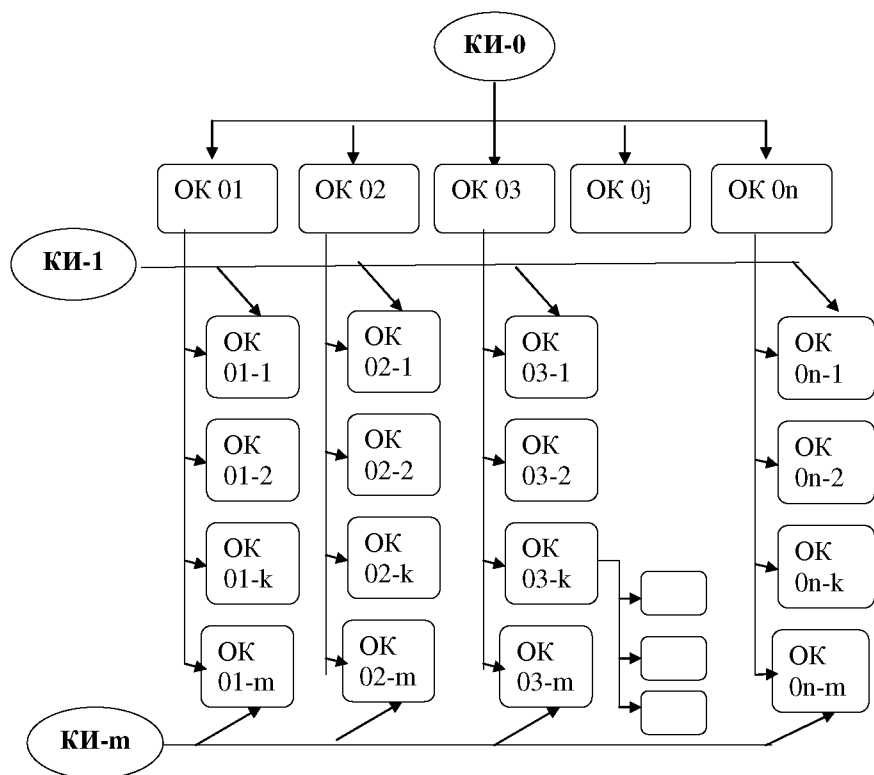 КИ-0
ОК 01
ОК 02
ОК 03
ОК 0j
ОК 0n
КИ-1
ОК
01-1
ОК
02-1
ОК
03-1
ОК
0n-1
ОК
01-2
ОК
02-2
ОК
03-2
ОК
0n-2
ОК
01-k
ОК
02-k
ОК
03-k
ОК
0n-k
ОК
01-m
ОК
02-m
ОК
03-m
ОК
0n-m
КИ-m